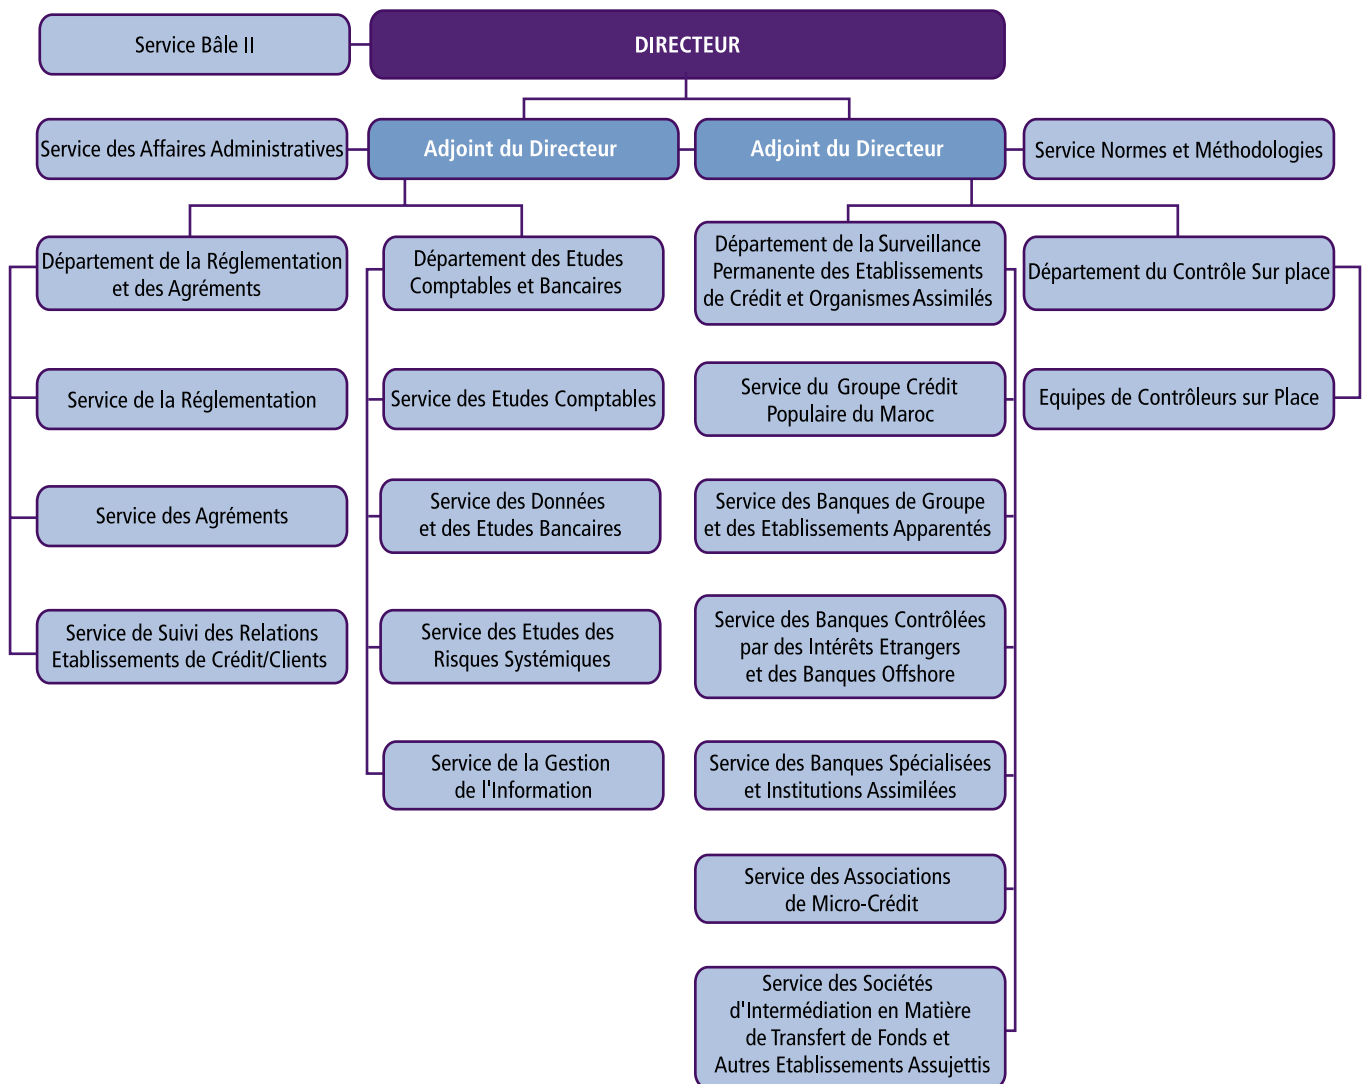 Service Bâle II
DIRECTEUR
Service des Affaires Administratives
Adjoint du Directeur
Adjoint du Directeur
Service Normes et Méthodologies
Département de la Réglementation
et des Agréments
Département des Etudes
Comptables et Bancaires
Département de la Surveillance
Permanente des Etablissements
de Crédit et Organismes Assimilés
Département du Contrôle Sur place
Service de la Réglementation
Service des Etudes Comptables
Service du Groupe Crédit
Populaire du Maroc
Equipes de Contrôleurs sur Place
Service des Agréments
Service des Données
et des Etudes Bancaires
Service des Banques de Groupe
et des Etablissements Apparentés
Service de Suivi des Relations
Etablissements de Crédit/Clients
Service des Etudes des
Risques Systémiques
Service des Banques Contrôlées
par des Intérêts Etrangers
et des Banques Offshore
Service de la Gestion
de l'Information
Service des Banques Spécialisées
et Institutions Assimilées
Service des Associations
de Micro-Crédit
Service des Sociétés
d'Intermédiation en Matière
de Transfert de Fonds et
Autres Etablissements Assujettis